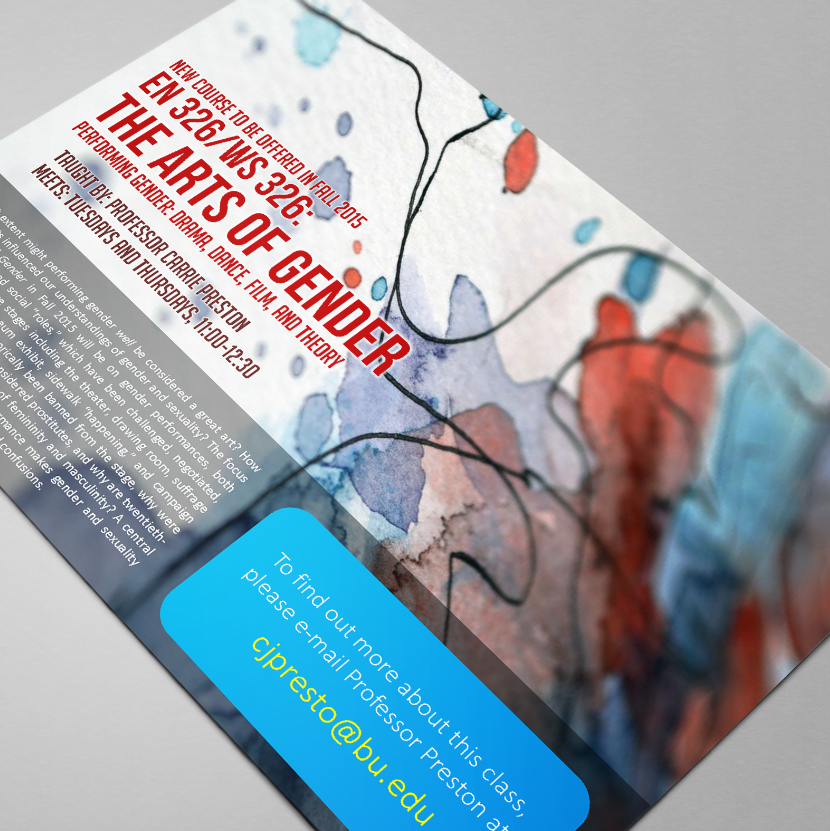 NEW COURSE TO BE OFFERED IN FALL 2015
EN 326/WS 326:
THE ARTS OF GENDER
PERFORMING GENDER: DRAMA, DANCE, FILM, AND THEORY
TAUGHT BY: PROFESSOR CARRIE PRESTON
MEETS: TUESDAYS AND THURSDAYS, 11:00-12:30
extent might performing gender well be considered a great art? How
influenced our understandings of gender and sexuality? The focus
Gender in Fall 2015 will be on gender performances, both
social "roles" which have been challenged, negotiated,
stages including the theater, drawing room, suffrage
exhibit, sidewalk "happening," and campaign
been banned from the stage, why were
prostitutes, and why are twentieth-
of femininity and masculinity? A central
makes gender and sexuality
confusions.
To find out more about this class,
please e-mail Professor Preston at
cjpresto@bu.edu